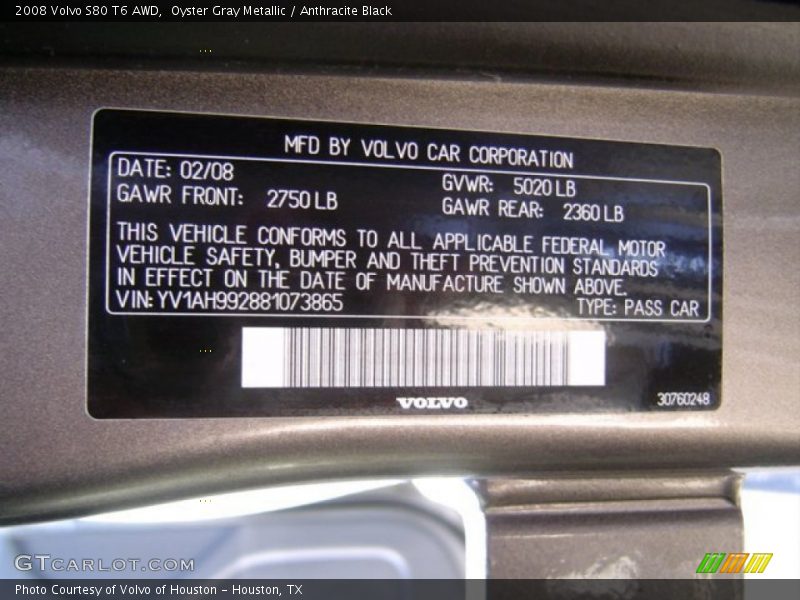 2008 Volvo S80 T6 AWD, Oyster Gray Metallic / Anthracite Black
MFD BY VOLVO CAR CORPORATION
DATE: 02/08
GVWR: 5020 LB
GAWR FRONT: 2750 LB
GAWR REAR: 2360 LB
THIS VEHICLE CONFORMS TO ALL APPLICABLE FEDERAL MOTOR
VEHICLE SAFETY, BUMPER AND THEFT PREVENTION STANDARDS
IN EFFECT ON THE DATE OF MANUFACTURE SHOWN ABOVE.
VIN: YV1AH992881073865
TYPE: PASS CAR
VOLVO
30760248
GTCARLOT.COM
Photo Courtesy of Volvo of Houston - Houston, TX